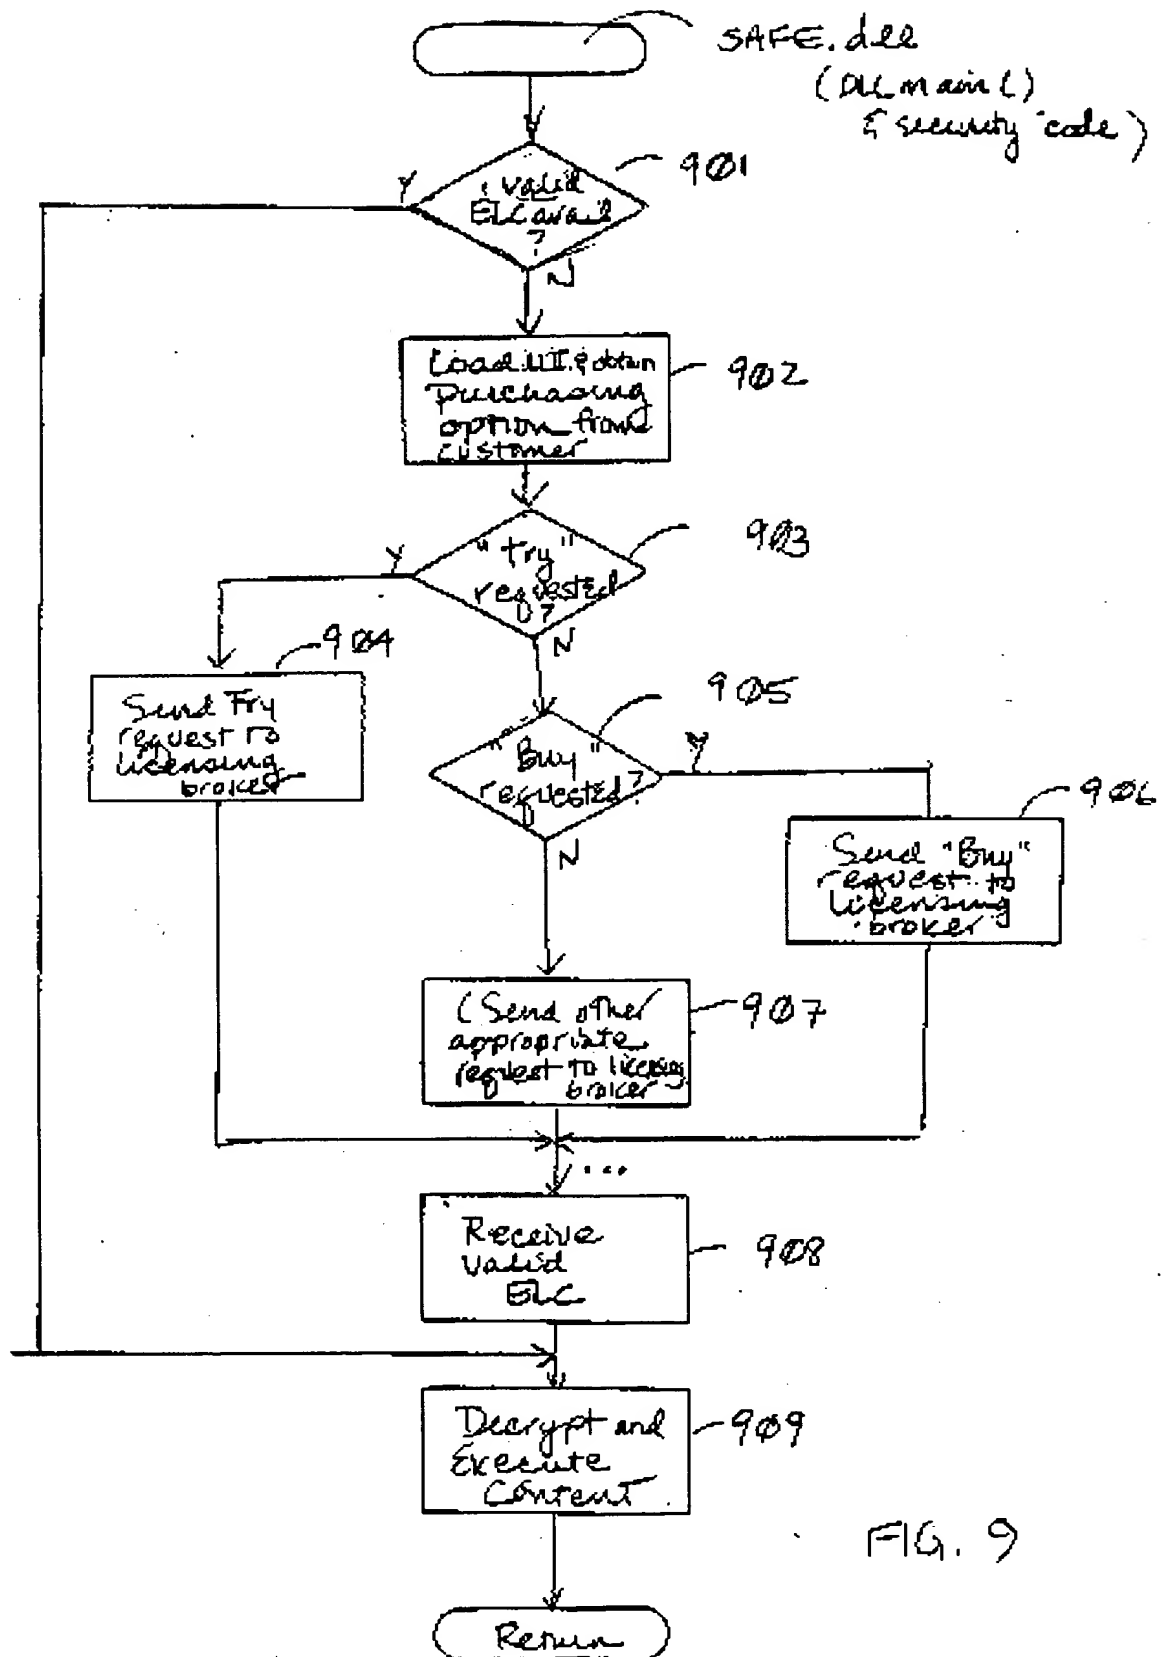 SAFE.dll
(DLLmain()
& security code)
901
Y
valid
ELC avail
?
N
Load UI & obtain
purchasing
option from
customer
902
903
"try"
requested
?
Y
N
904
Send Try
request to
licensing
broker
905
"Buy"
requested?
Y
N
906
Send "Buy"
request to
licensing
broker
(Send other
appropriate
request to licensing
broker
907
...
Receive
valid
ELC
908
Decrypt and
Execute
Content
909
FIG. 9
Return